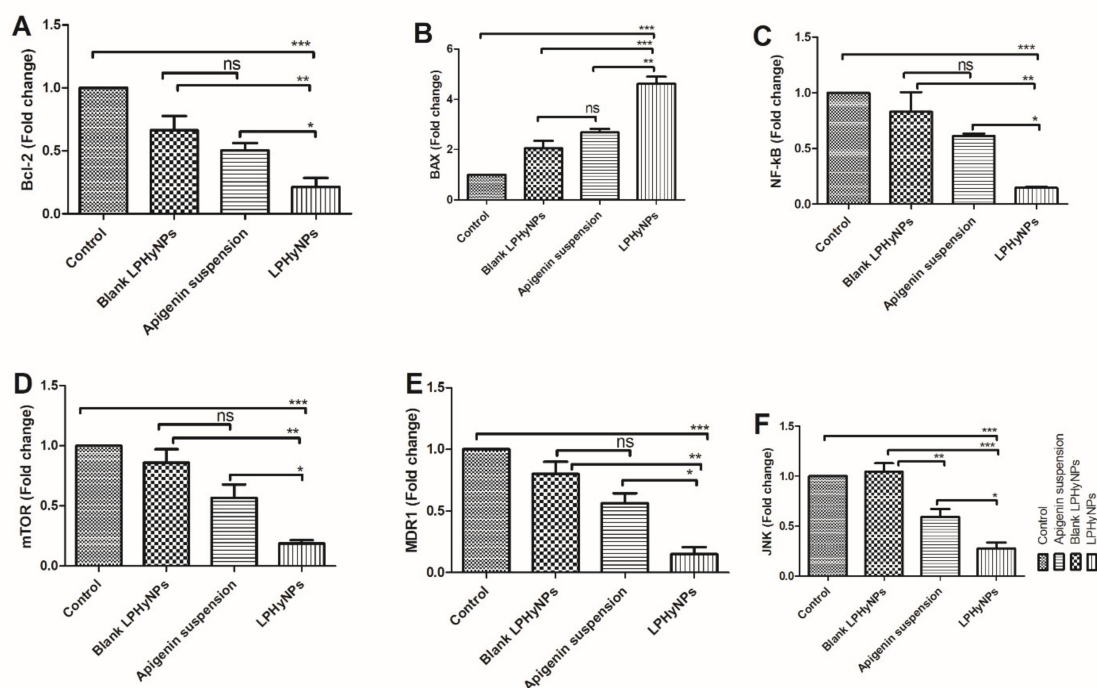 A
Bcl-2 (Fold change)
1.5
1.0
0.5
0.0
***
ns
**
*
Control
Blank LPHyNPs
Apigenin suspension
LPHyNPs
B
BAX (Fold change)
6
4
2
0
***
***
**
ns
Control
Blank LPHyNPs
Apigenin suspension
LPHyNPs
C
NF-kB (Fold change)
1.5
1.0
0.5
0.0
***
ns
**
*
Control
Blank LPHyNPs
Apigenin suspension
LPHyNPs
D
mTOR (Fold change)
1.5
1.0
0.5
0.0
***
ns
**
*
Control
Blank LPHyNPs
Apigenin suspension
LPHyNPs
E
MDR1 (Fold change)
1.5
1.0
0.5
0.0
***
ns
**
*
Control
Blank LPHyNPs
Apigenin suspension
LPHyNPs
F
JNK (Fold change)
1.5
1.0
0.5
0.0
***
***
**
*
Control
Blank LPHyNPs
Apigenin suspension
LPHyNPs
Control
Apigenin suspension
Blank LPHyNPs
LPHyNPs